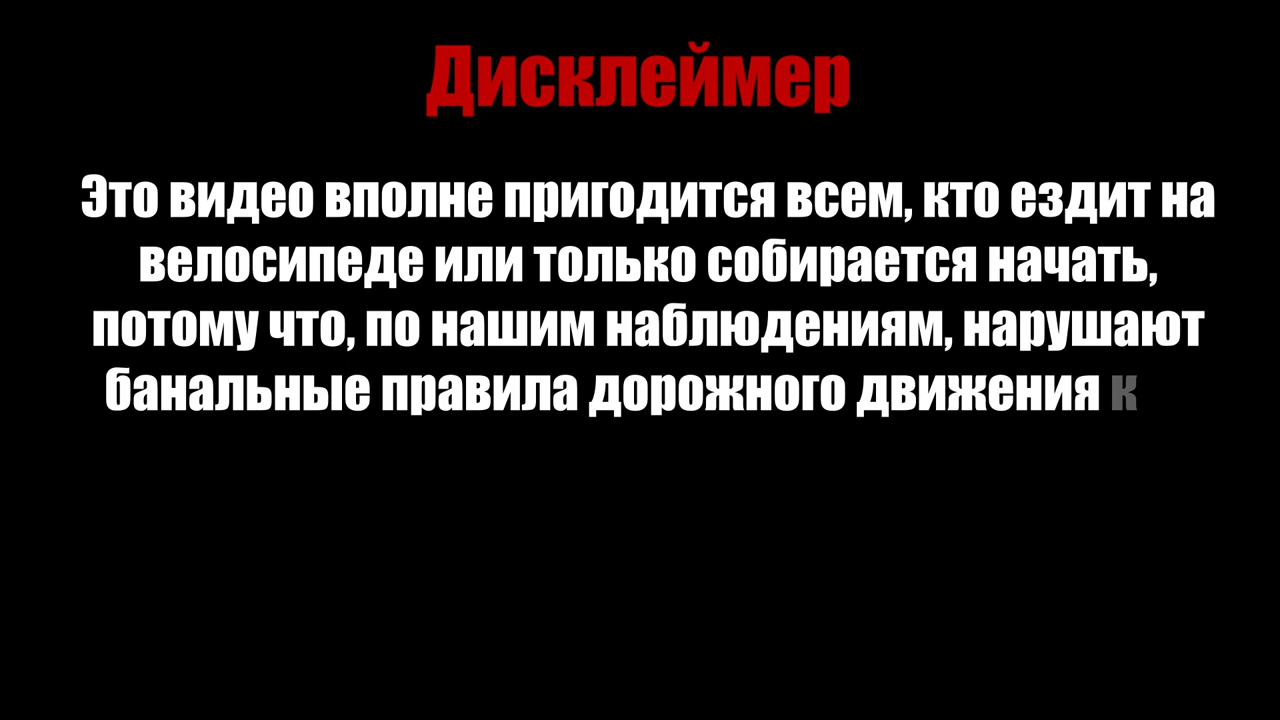 Дисклеймер
Это видео вполне пригодится всем, кто ездит на
велосипеде или только собирается начать,
потому что, по нашим наблюдениям, нарушают
банальные правила дорожного движения к